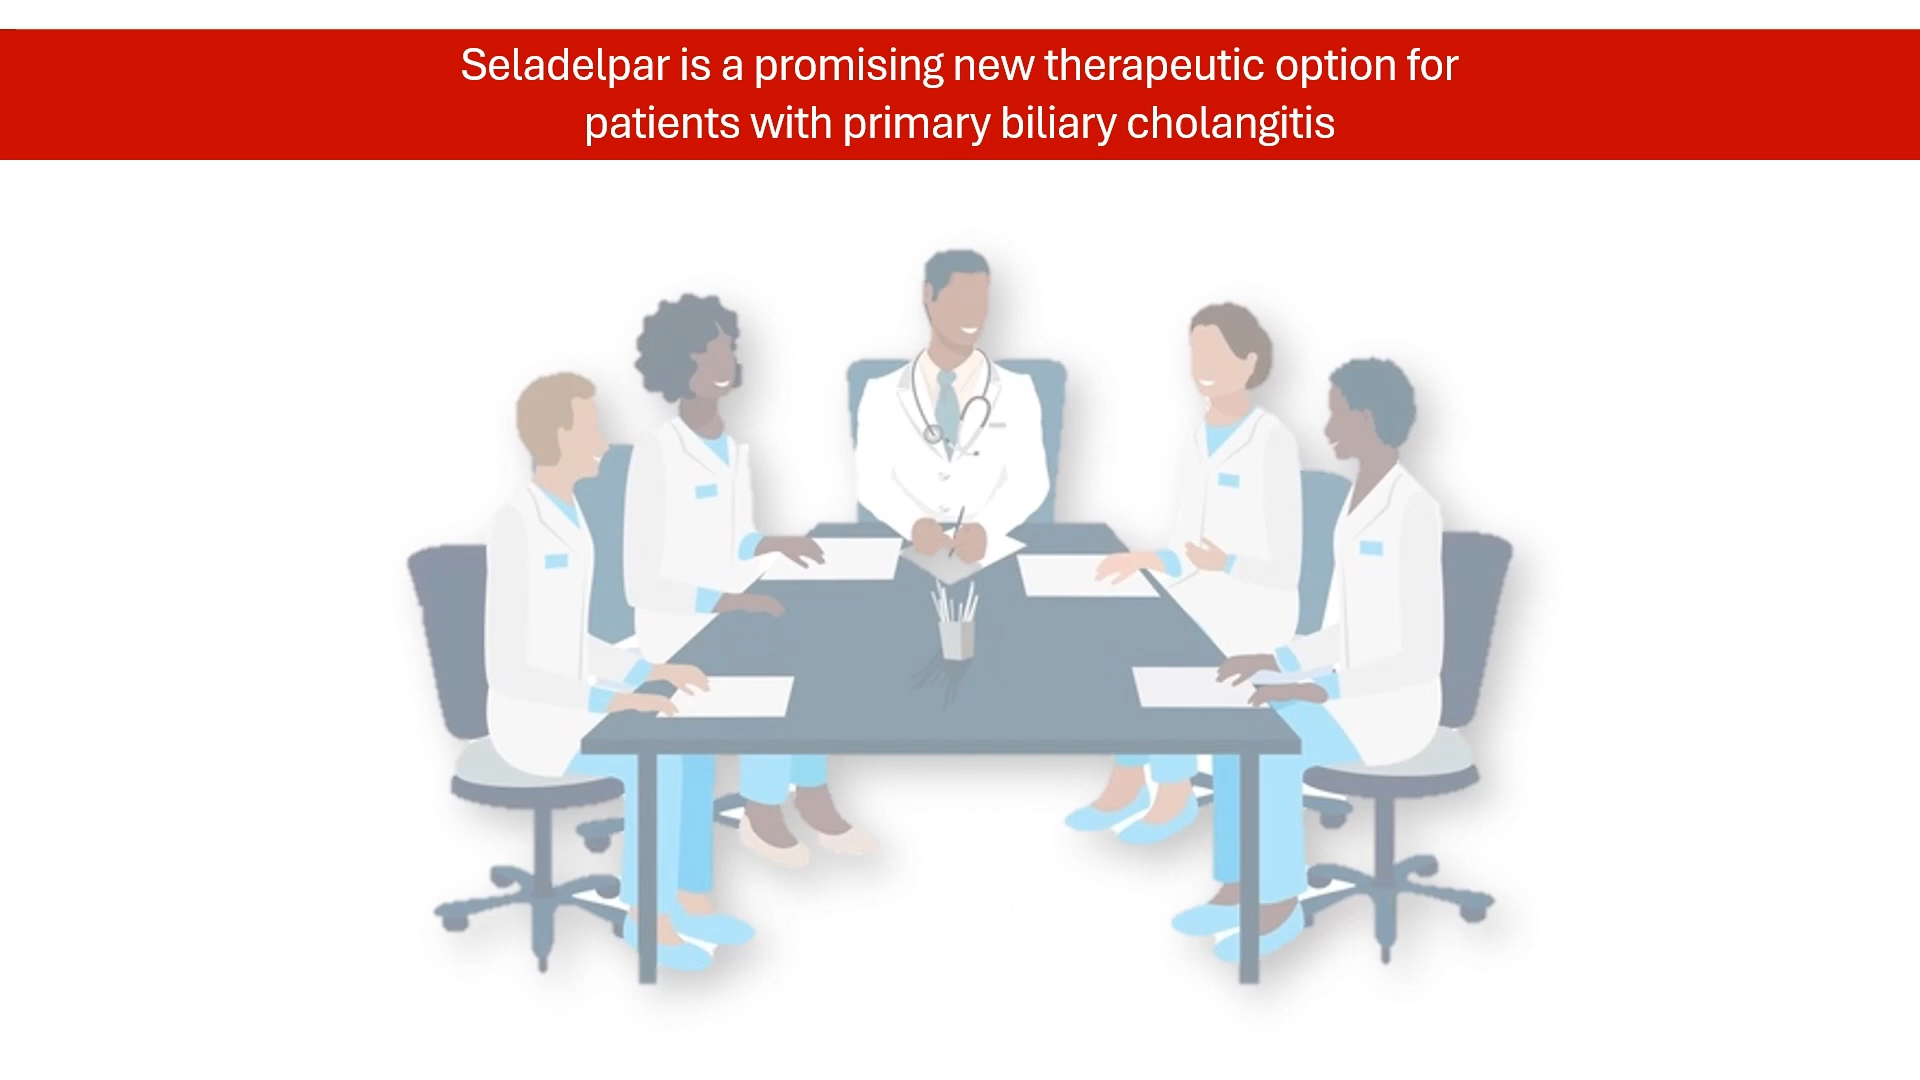 Seladelpar is a promising new therapeutic option for
patients with primary biliary cholangitis